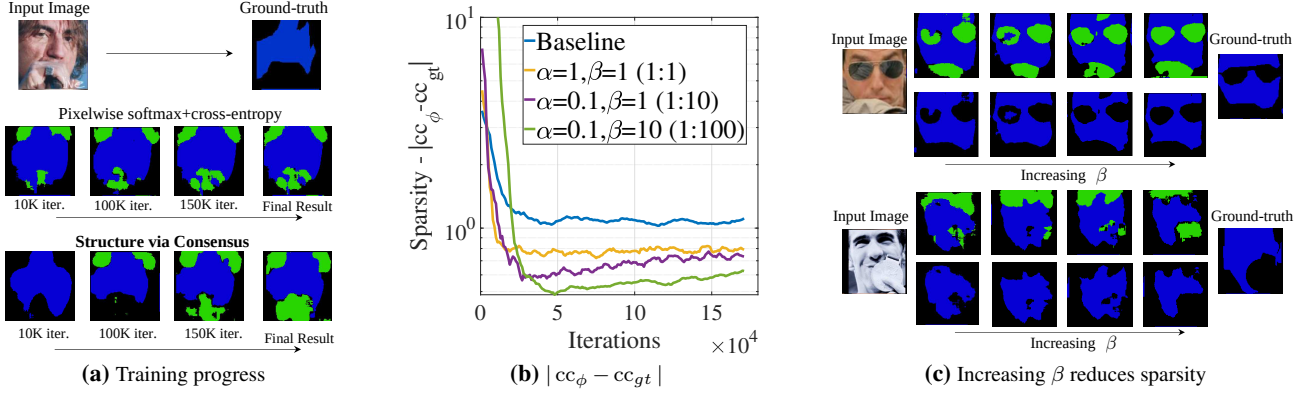 Input Image
Ground-truth
Pixelwise softmax+cross-entropy
10K iter.
100K iter.
150K iter.
Final Result
Structure via Consensus
10K iter.
100K iter.
150K iter.
Final Result
(a) Training progress
Sparsity - |cc_ϕ-cc_gt|
10^1
10^0
Baseline
α=1,β=1 (1:1)
α=0.1,β=1 (1:10)
α=0.1,β=10 (1:100)
0 5 10 15
Iterations ×10^4
(b) | cc_ϕ − cc_gt |
Input Image
Ground-truth
Increasing β
Input Image
Ground-truth
Increasing β
(c) Increasing β reduces sparsity